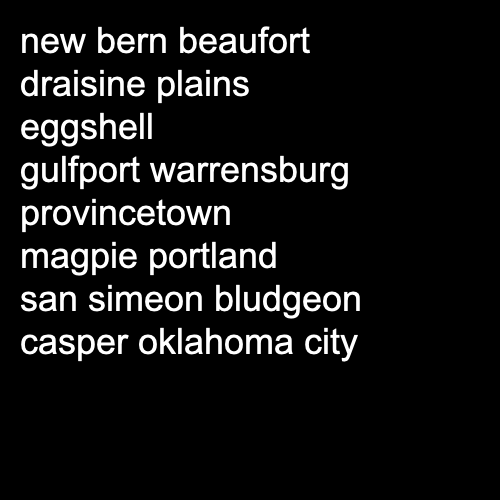 new bern beaufort
draisine plains
eggshell
gulfport warrensburg
provincetown
magpie portland
san simeon bludgeon
casper oklahoma city